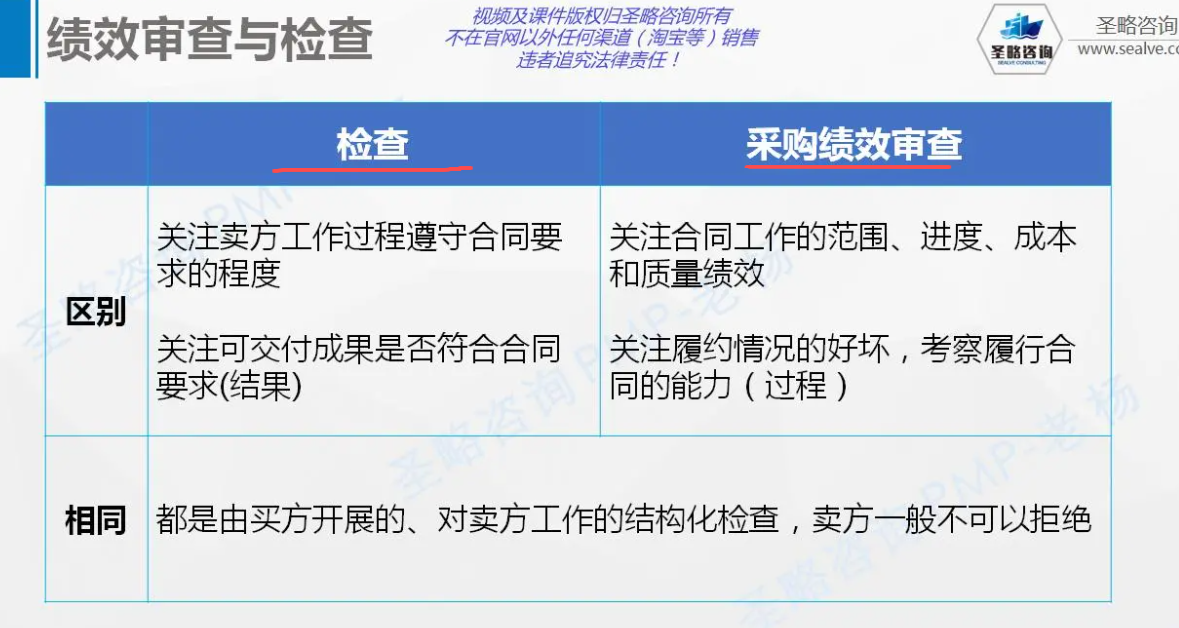 绩效审查与检查
视频及课件版权归圣略咨询所有
不在官网以外任何渠道（淘宝等）销售
违者追究法律责任！
圣略咨询
SEALVE CONSULTING
圣略咨询
www.sealve.co
检查
采购绩效审查
区别
关注卖方工作过程遵守合同要
求的程度
关注可交付成果是否符合合同
要求(结果)
关注合同工作的范围、进度、成本
和质量绩效
关注履约情况的好坏，考察履行合
同的能力（过程）
相同
都是由买方开展的、对卖方工作的结构化检查，卖方一般不可以拒绝
圣略咨询PMP
圣略咨询PMP-老杨
圣略咨询PMP-老杨